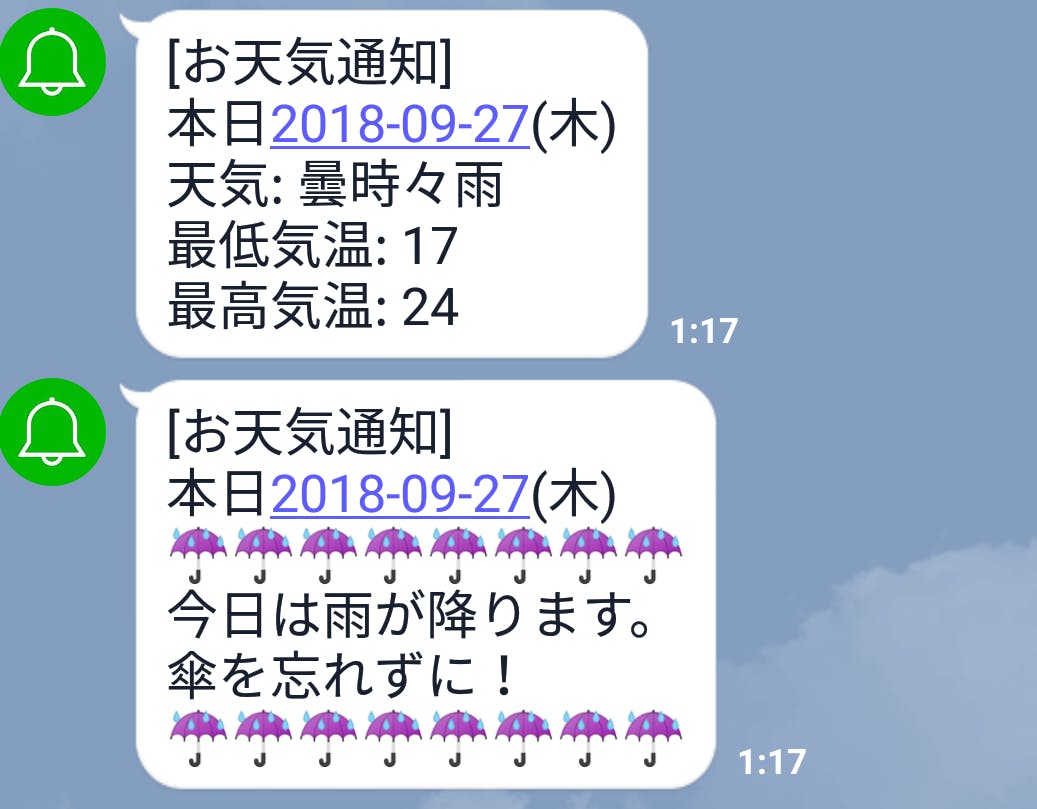 [お天気通知]
本日2018-09-27(木)
天気: 曇時々雨
最低気温: 17
最高気温: 24
1:17
[お天気通知]
本日2018-09-27(木)
☔☔☔☔☔☔☔☔
今日は雨が降ります。
傘を忘れずに！
☔☔☔☔☔☔☔☔
1:17